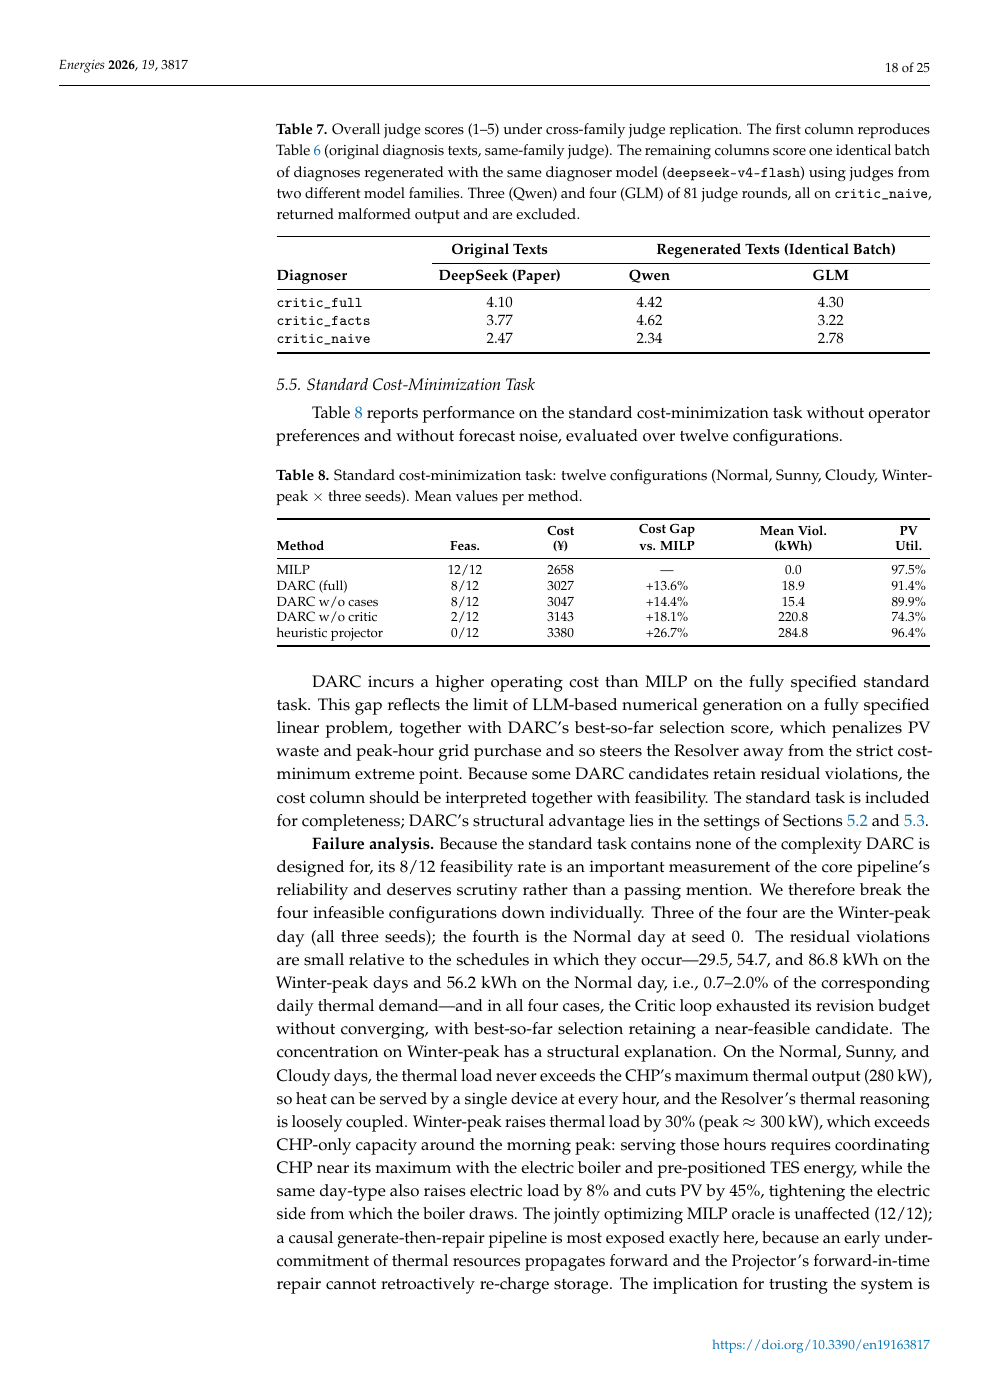 Energies 2026, 19, 3817
18 of 25
Table 7. Overall judge scores (1–5) under cross-family judge replication. The first column reproduces
Table 6 (original diagnosis texts, same-family judge). The remaining columns score one identical batch
of diagnoses regenerated with the same diagnoser model (deepseek-v4-flash) using judges from
two different model families. Three (Qwen) and four (GLM) of 81 judge rounds, all on critic_naive,
returned malformed output and are excluded.
Original Texts Regenerated Texts (Identical Batch)
Diagnoser DeepSeek (Paper) Qwen GLM
critic_full 4.10 4.42 4.30
critic_facts 3.77 4.62 3.22
critic_naive 2.47 2.34 2.78
5.5. Standard Cost-Minimization Task
Table 8 reports performance on the standard cost-minimization task without operator
preferences and without forecast noise, evaluated over twelve configurations.
Table 8. Standard cost-minimization task: twelve configurations (Normal, Sunny, Cloudy, Winter-
peak × three seeds). Mean values per method.
Cost Cost Gap Mean Viol. PV
Method Feas. (¥) vs. MILP (kWh) Util.
MILP 12/12 2658 — 0.0 97.5%
DARC (full) 8/12 3027 +13.6% 18.9 91.4%
DARC w/o cases 8/12 3047 +14.4% 15.4 89.9%
DARC w/o critic 2/12 3143 +18.1% 220.8 74.3%
heuristic projector 0/12 3380 +26.7% 284.8 96.4%
DARC incurs a higher operating cost than MILP on the fully specified standard
task. This gap reflects the limit of LLM-based numerical generation on a fully specified
linear problem, together with DARC’s best-so-far selection score, which penalizes PV
waste and peak-hour grid purchase and so steers the Resolver away from the strict cost-
minimum extreme point. Because some DARC candidates retain residual violations, the
cost column should be interpreted together with feasibility. The standard task is included
for completeness; DARC’s structural advantage lies in the settings of Sections 5.2 and 5.3.
Failure analysis. Because the standard task contains none of the complexity DARC is
designed for, its 8/12 feasibility rate is an important measurement of the core pipeline’s
reliability and deserves scrutiny rather than a passing mention. We therefore break the
four infeasible configurations down individually. Three of the four are the Winter-peak
day (all three seeds); the fourth is the Normal day at seed 0. The residual violations
are small relative to the schedules in which they occur—29.5, 54.7, and 86.8 kWh on the
Winter-peak days and 56.2 kWh on the Normal day, i.e., 0.7–2.0% of the corresponding
daily thermal demand—and in all four cases, the Critic loop exhausted its revision budget
without converging, with best-so-far selection retaining a near-feasible candidate. The
concentration on Winter-peak has a structural explanation. On the Normal, Sunny, and
Cloudy days, the thermal load never exceeds the CHP’s maximum thermal output (280 kW),
so heat can be served by a single device at every hour, and the Resolver’s thermal reasoning
is loosely coupled. Winter-peak raises thermal load by 30% (peak ≈ 300 kW), which exceeds
CHP-only capacity around the morning peak: serving those hours requires coordinating
CHP near its maximum with the electric boiler and pre-positioned TES energy, while the
same day-type also raises electric load by 8% and cuts PV by 45%, tightening the electric
side from which the boiler draws. The jointly optimizing MILP oracle is unaffected (12/12);
a causal generate-then-repair pipeline is most exposed exactly here, because an early under-
commitment of thermal resources propagates forward and the Projector’s forward-in-time
repair cannot retroactively re-charge storage. The implication for trusting the system is
https://doi.org/10.3390/en19163817